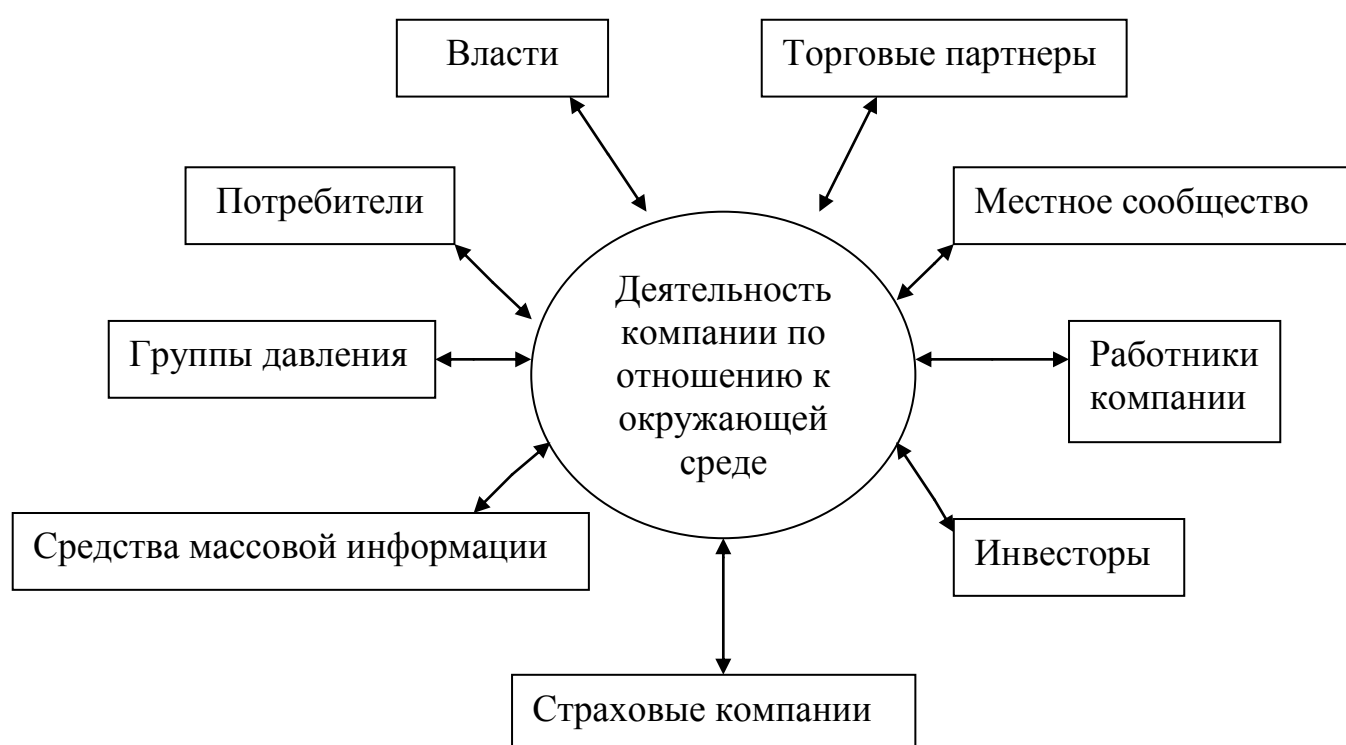 Власти
Торговые партнеры
Потребители
Местное сообщество
Деятельность
компании по
отношению к
окружающей
среде
Группы давления
Работники
компании
Средства массовой информации
Инвесторы
Страховые компании